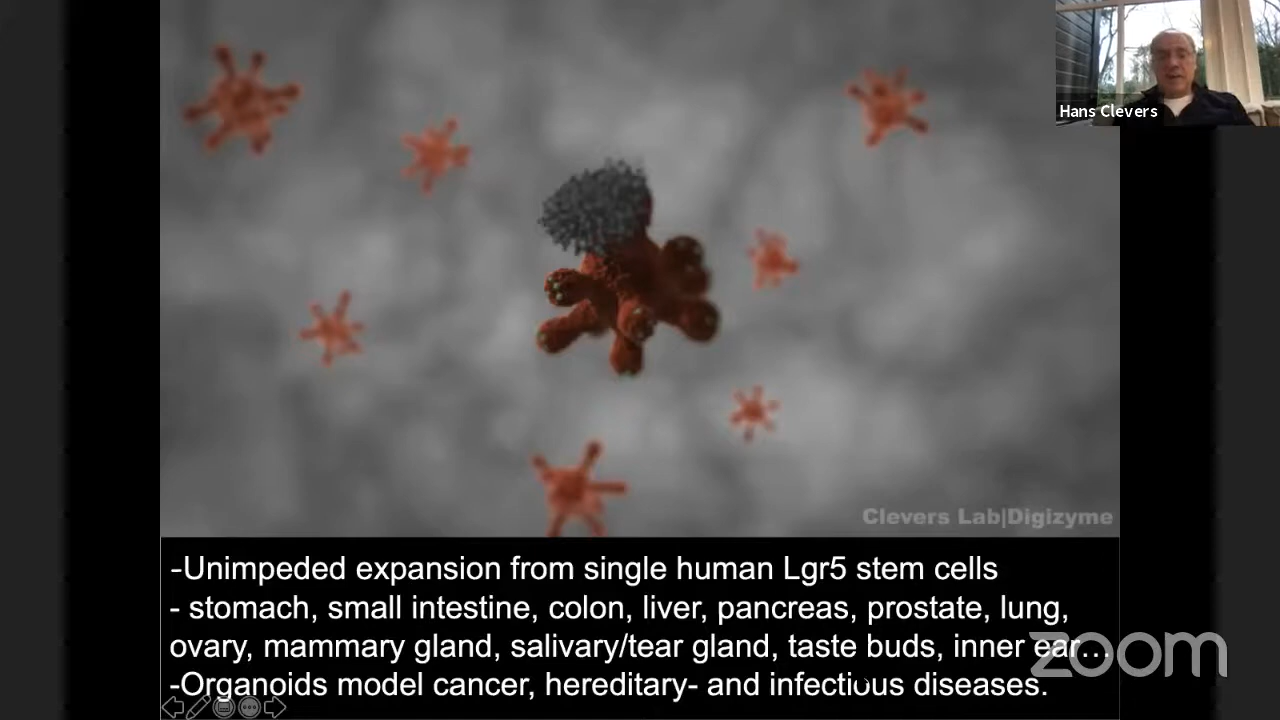 Hans Clevers
Clevers Lab|Digizyme
-Unimpeded expansion from single human Lgr5 stem cells
- stomach, small intestine, colon, liver, pancreas, prostate, lung,
ovary, mammary gland, salivary/tear gland, taste buds, inner ear...
zoom
-Organoids model cancer, hereditary- and infectious diseases.